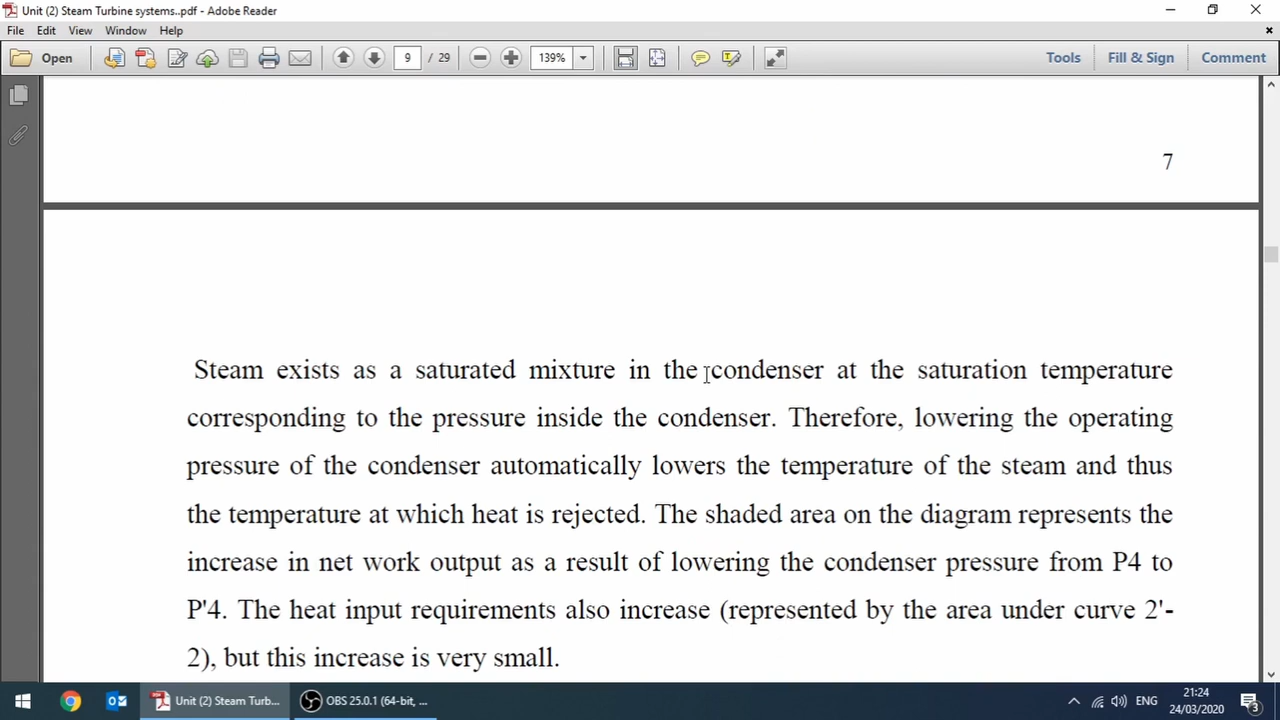 Unit (2) Steam Turbine systems..pdf - Adobe Reader
File Edit View Window Help
Open 9 / 29 139% Tools Fill & Sign Comment
7
Steam exists as a saturated mixture in the condenser at the saturation temperature
corresponding to the pressure inside the condenser. Therefore, lowering the operating
pressure of the condenser automatically lowers the temperature of the steam and thus
the temperature at which heat is rejected. The shaded area on the diagram represents the
increase in net work output as a result of lowering the condenser pressure from P4 to
P'4. The heat input requirements also increase (represented by the area under curve 2'-
2), but this increase is very small.
Unit (2) Steam Turb... OBS 25.0.1 (64-bit, ... ENG 21:24
24/03/2020 3